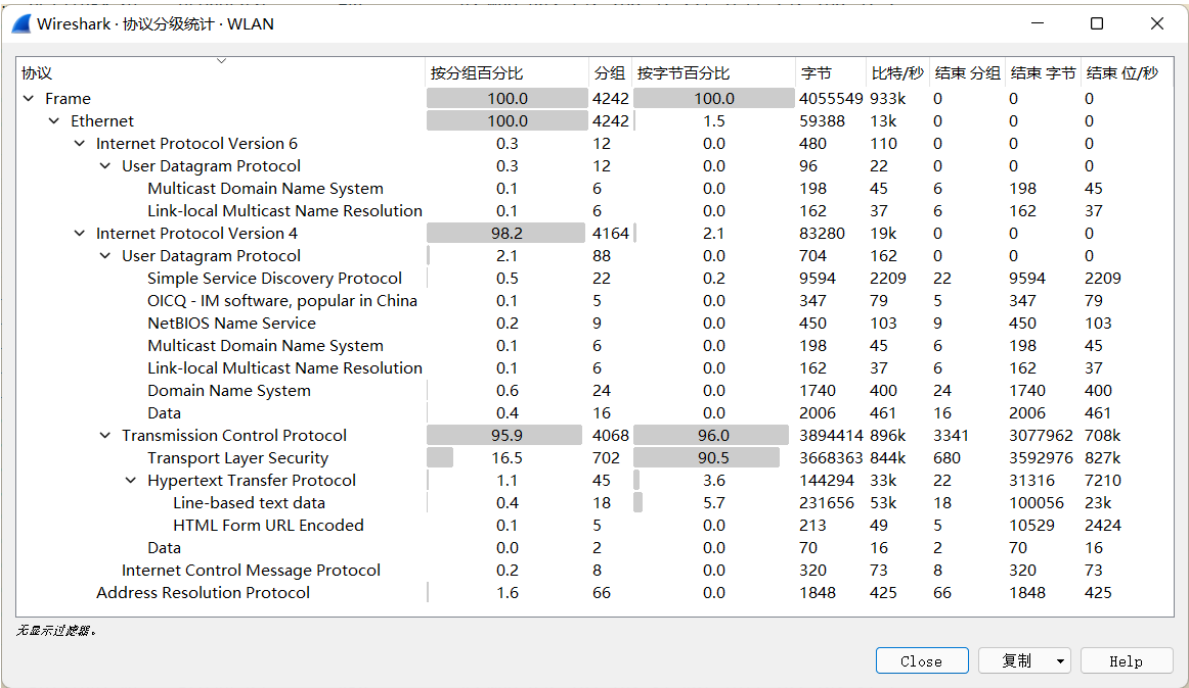 Wireshark · 协议分级统计 · WLAN
协议 按分组百分比 分组 按字节百分比 字节 比特/秒 结束 分组 结束 字节 结束 位/秒
Frame 100.0 4242 100.0 4055549 933k 0 0 0
Ethernet 100.0 4242 1.5 59388 13k 0 0 0
Internet Protocol Version 6 0.3 12 0.0 480 110 0 0 0
User Datagram Protocol 0.3 12 0.0 96 22 0 0 0
Multicast Domain Name System 0.1 6 0.0 198 45 6 198 45
Link-local Multicast Name Resolution 0.1 6 0.0 162 37 6 162 37
Internet Protocol Version 4 98.2 4164 2.1 83280 19k 0 0 0
User Datagram Protocol 2.1 88 0.0 704 162 0 0 0
Simple Service Discovery Protocol 0.5 22 0.2 9594 2209 22 9594 2209
OICQ - IM software, popular in China 0.1 5 0.0 347 79 5 347 79
NetBIOS Name Service 0.2 9 0.0 450 103 9 450 103
Multicast Domain Name System 0.1 6 0.0 198 45 6 198 45
Link-local Multicast Name Resolution 0.1 6 0.0 162 37 6 162 37
Domain Name System 0.6 24 0.0 1740 400 24 1740 400
Data 0.4 16 0.0 2006 461 16 2006 461
Transmission Control Protocol 95.9 4068 96.0 3894414 896k 3341 3077962 708k
Transport Layer Security 16.5 702 90.5 3668363 844k 680 3592976 827k
Hypertext Transfer Protocol 1.1 45 3.6 144294 33k 22 31316 7210
Line-based text data 0.4 18 5.7 231656 53k 18 100056 23k
HTML Form URL Encoded 0.1 5 0.0 213 49 5 10529 2424
Data 0.0 2 0.0 70 16 2 70 16
Internet Control Message Protocol 0.2 8 0.0 320 73 8 320 73
Address Resolution Protocol 1.6 66 0.0 1848 425 66 1848 425
无显示过滤器。
Close 复制 Help